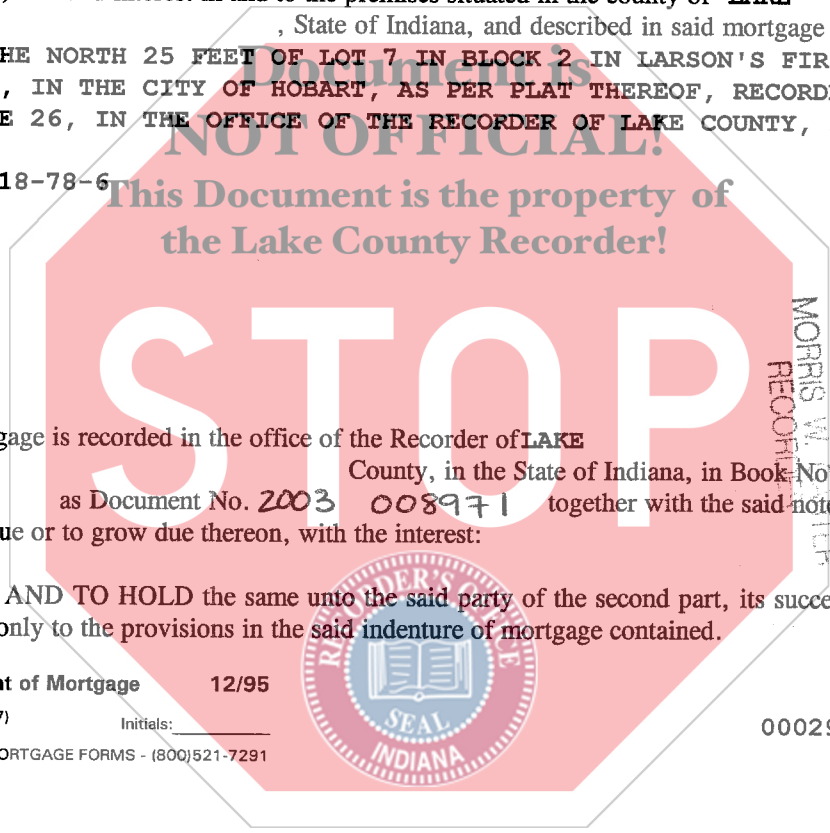 , State of Indiana, and described in said mortgage
HE NORTH 25 FEET OF LOT 7 IN BLOCK 2 IN LARSON'S FIR
, IN THE CITY OF HOBART, AS PER PLAT THEREOF, RECORD
E 26, IN THE OFFICE OF THE RECORDER OF LAKE COUNTY,
18-78-6
Document is
NOT OFFICIAL!
This Document is the property of
the Lake County Recorder!
STOP
MORRIS W.
gage is recorded in the office of the Recorder of LAKE
County, in the State of Indiana, in Book No
as Document No. 2003 008971 together with the said note
ue or to grow due thereon, with the interest:
AND TO HOLD the same unto the said party of the second part, its succe
only to the provisions in the said indenture of mortgage contained.
RECORDER'S OFFICE
SEAL
INDIANA
nt of Mortgage 12/95
7) Initials:
ORTGAGE FORMS - (800)521-7291
00029